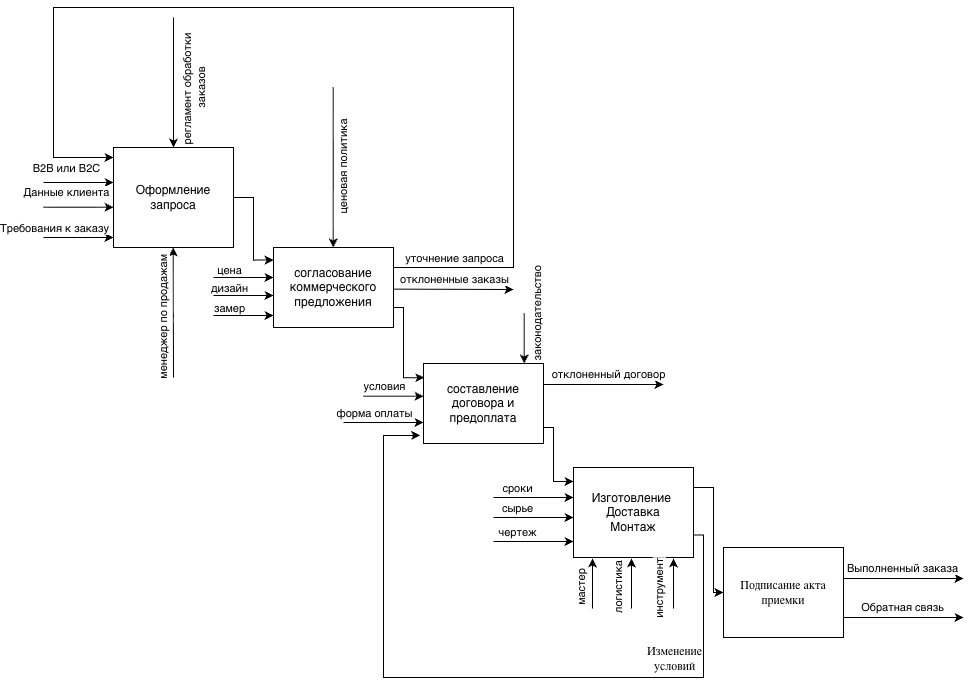 регламент обработки
заказов
B2B или B2C
Данные клиента
Требования к заказу
Оформление
запроса
менеджер по продажам
ценовая политика
цена
дизайн
замер
согласование
коммерческого
предложения
уточнение запроса
отклоненные заказы
законодательство
условия
форма оплаты
составление
договора и
предоплата
отклоненный договор
сроки
сырье
чертеж
Изготовление
Доставка
Монтаж
мастер
логистика
инструмент
Изменение
условий
Подписание акта
приемки
Выполненный заказа
Обратная связь